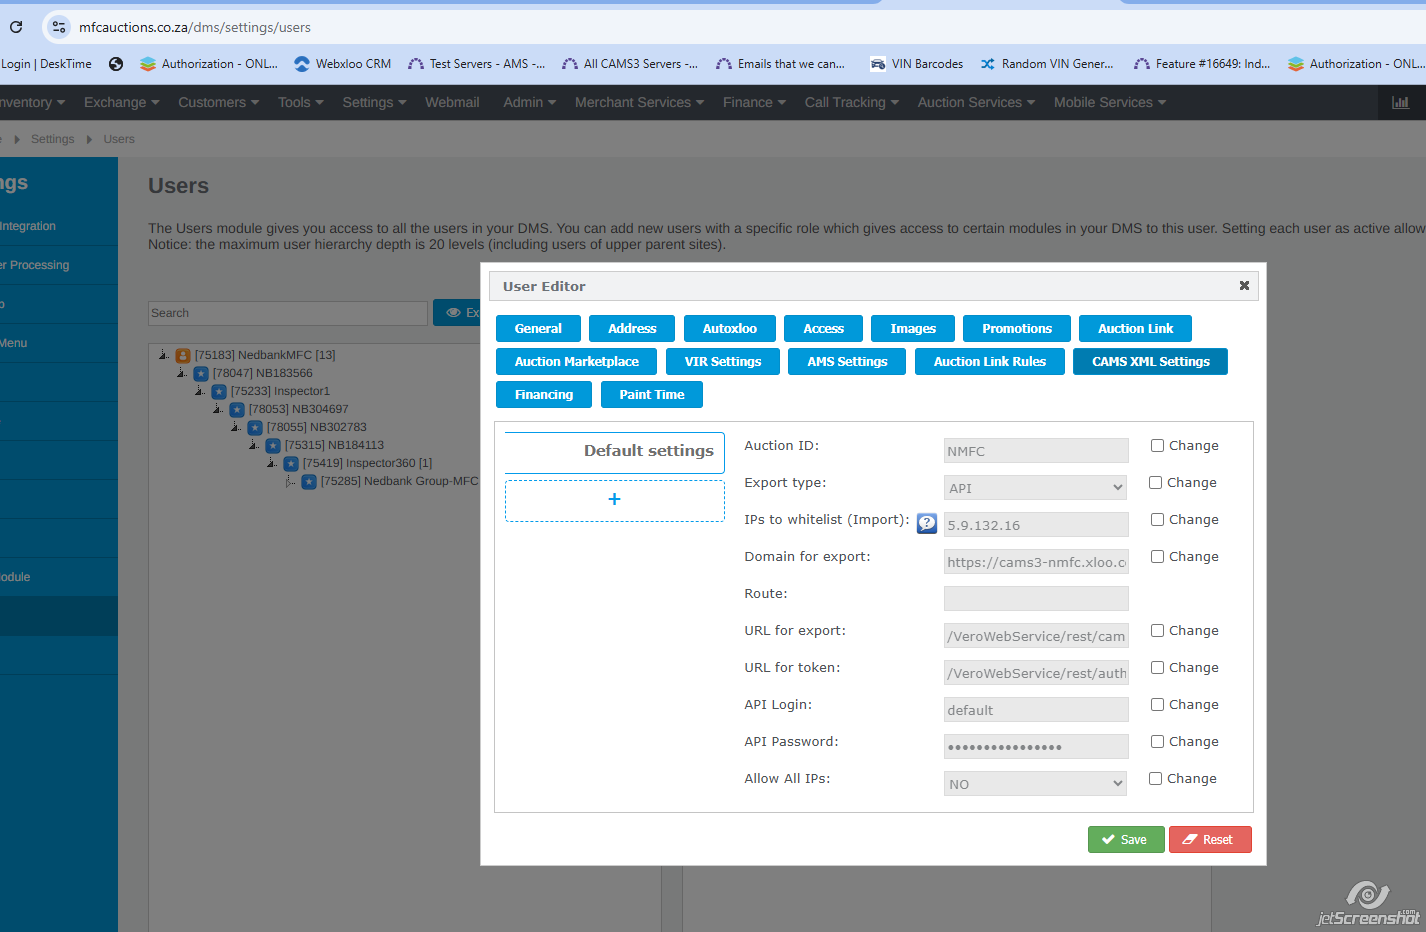 mfcauctions.co.za/dms/settings/users
Login | DeskTime
Authorization - ONL...
Webxloo CRM
Test Servers - AMS -...
All CAMS3 Servers -...
Emails that we can...
VIN Barcodes
Random VIN Gener...
Feature #16649: Ind...
Authorization - ONL...
nventory Exchange Customers Tools Settings Webmail Admin Merchant Services Finance Call Tracking Auction Services Mobile Services
e Settings Users
ngs
Integration
er Processing
o
Menu
odule
Users
The Users module gives you access to all the users in your DMS. You can add new users with a specific role which gives access to certain modules in your DMS to this user. Setting each user as active allow
Notice: the maximum user hierarchy depth is 20 levels (including users of upper parent sites).
Search
Ex
[75183] NedbankMFC [13]
[78047] NB183566
[75233] Inspector1
[78053] NB304697
[78055] NB302783
[75315] NB184113
[75419] Inspector360 [1]
[75285] Nedbank Group-MFC
User Editor
General Address Autoxloo Access Images Promotions Auction Link
Auction Marketplace VIR Settings AMS Settings Auction Link Rules CAMS XML Settings
Financing Paint Time
Default settings
+
Auction ID: NMFC Change
Export type: API Change
IPs to whitelist (Import): ? 5.9.132.16 Change
Domain for export: https://cams3-nmfc.xloo.c Change
Route:
URL for export: /VeroWebService/rest/cam Change
URL for token: /VeroWebService/rest/auth Change
API Login: default Change
API Password: •••••••••••••••• Change
Allow All IPs: NO Change
Save Reset
jetScreenshot.com